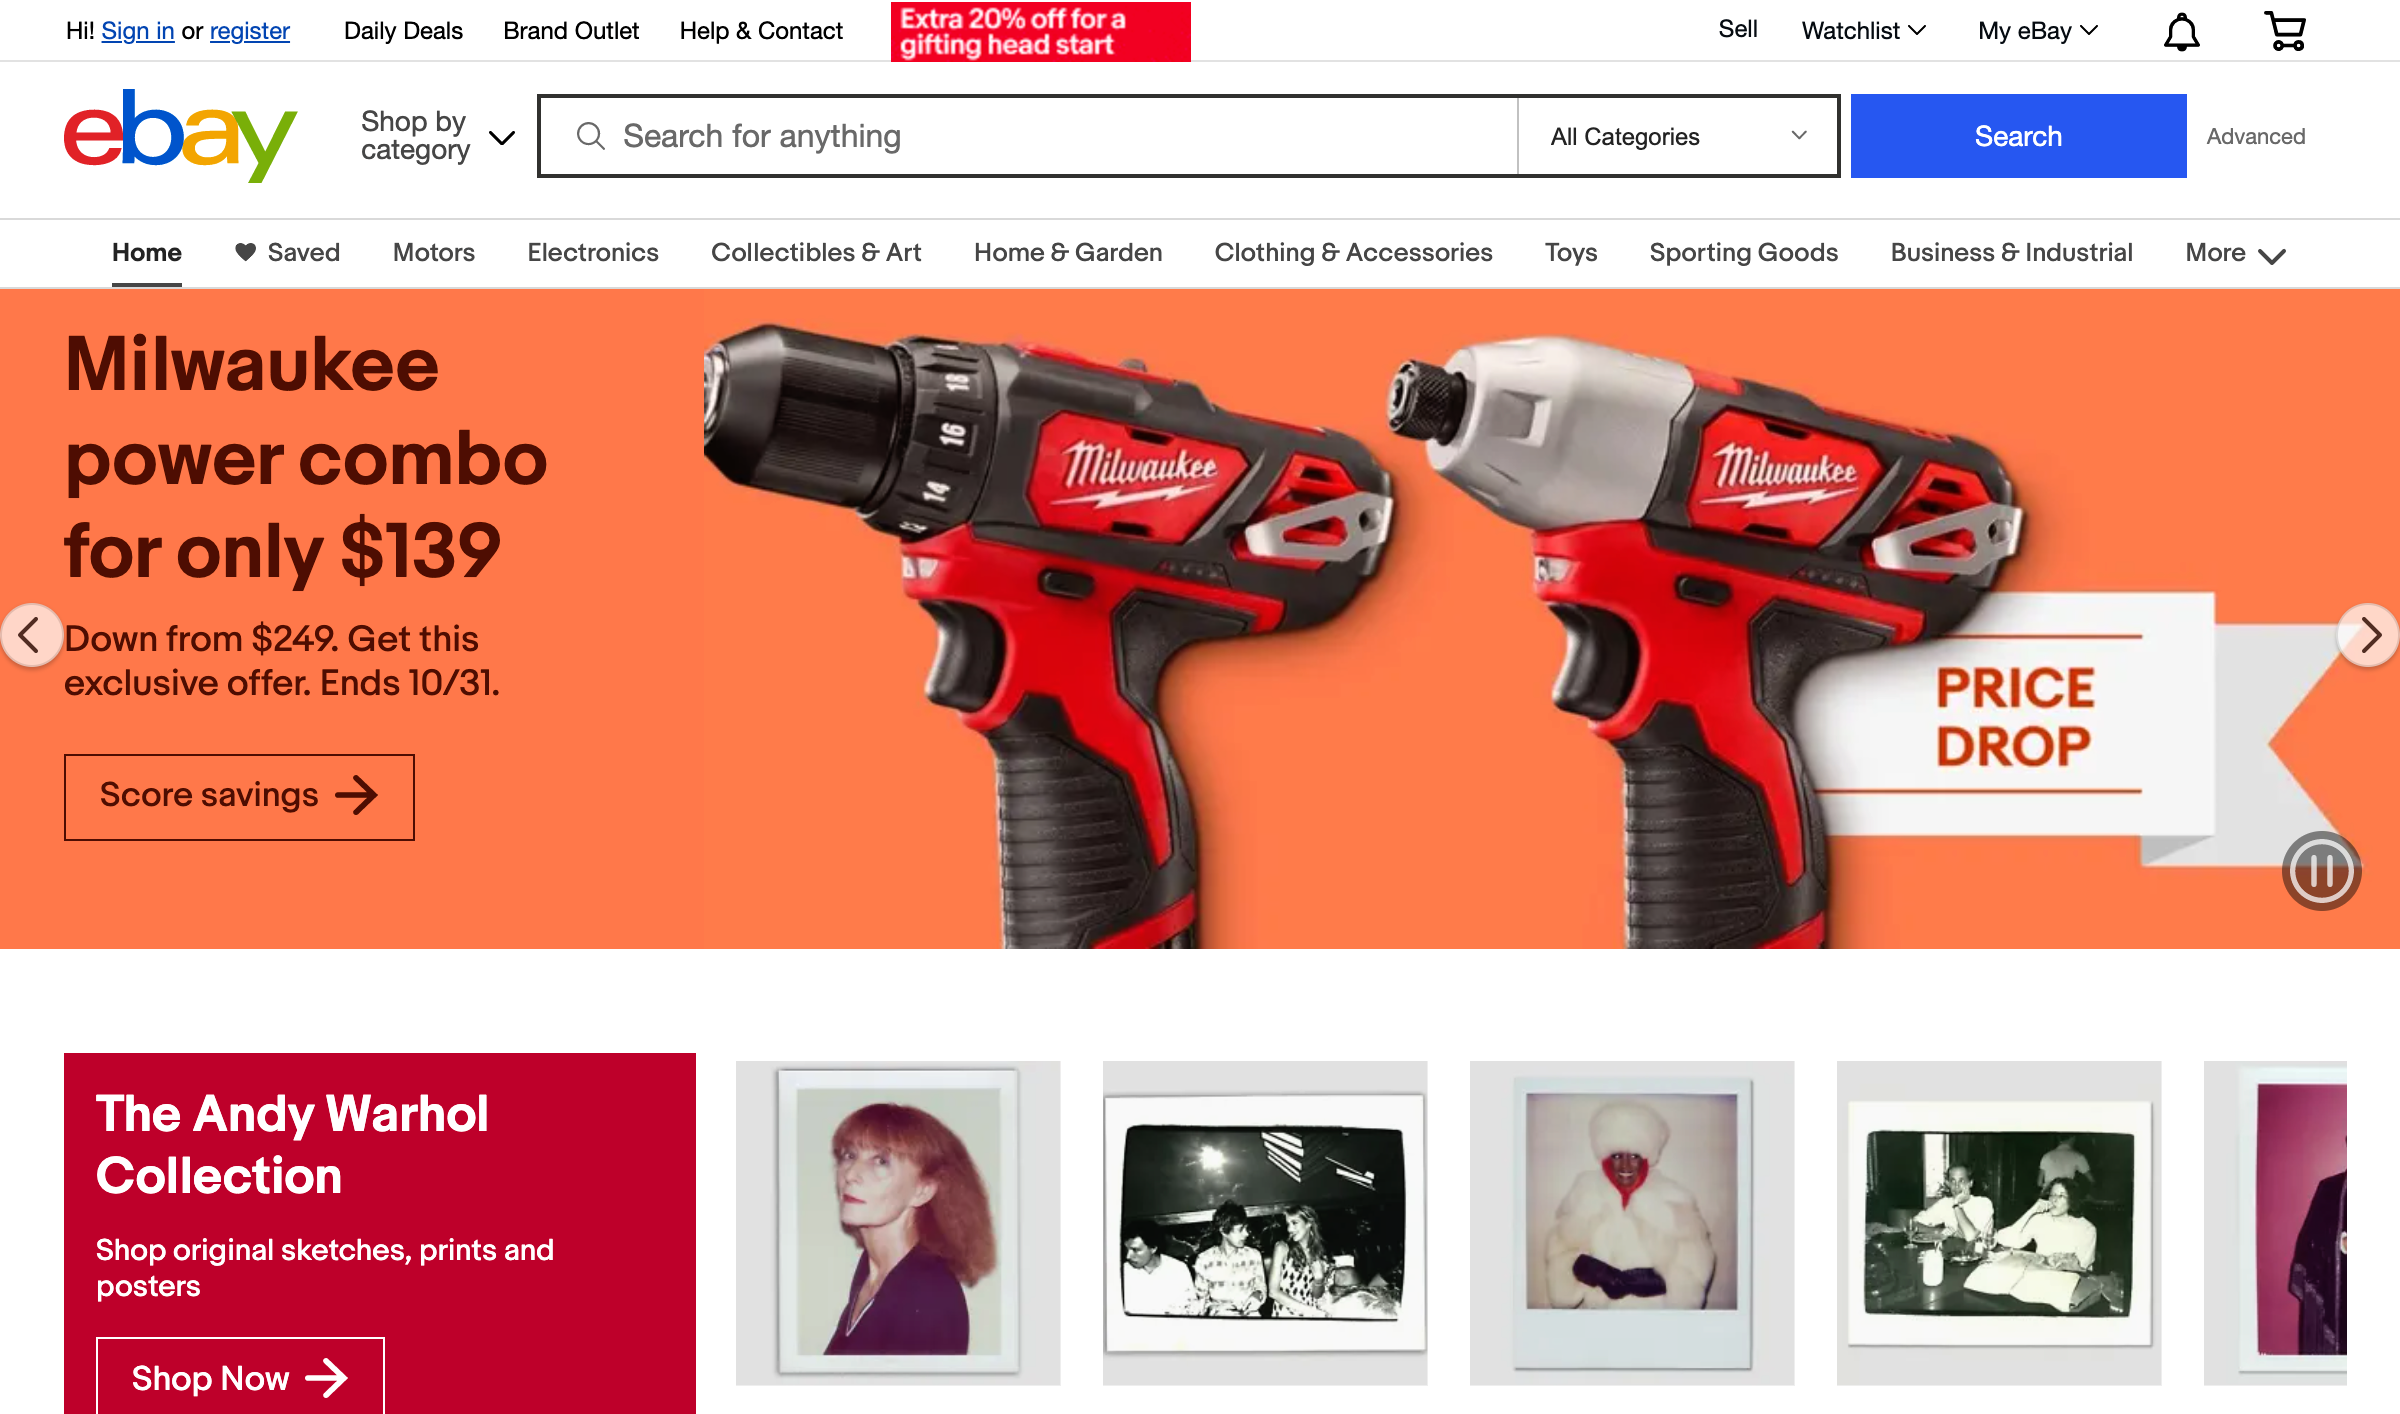 Hi! Sign in or register
Daily Deals
Brand Outlet
Help & Contact
Extra 20% off for a
gifting head start
Sell
Watchlist
My eBay
ebay
Shop by
category
Search for anything
All Categories
Search
Advanced
Home
Saved
Motors
Electronics
Collectibles & Art
Home & Garden
Clothing & Accessories
Toys
Sporting Goods
Business & Industrial
More
Milwaukee
power combo
for only $139
Down from $249. Get this
exclusive offer. Ends 10/31.
Score savings
18
16
14
Milwaukee
Milwaukee
PRICE
DROP
The Andy Warhol
Collection
Shop original sketches, prints and
posters
Shop Now